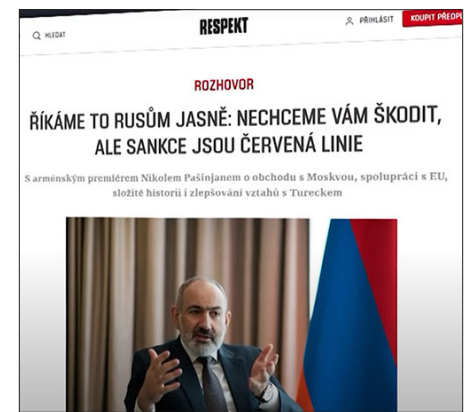 HLEDAT
RESPEKT
PŘIHLÁSIT
KOUPIT PŘEDPL
ROZHOVOR
ŘÍKÁME TO RUSŮM JASNĚ: NECHCEME VÁM ŠKODIT,
ALE SANKCE JSOU ČERVENÁ LINIE
S arménským premiérem Nikolem Pašinjanem o obchodu s Moskvou, spolupráci s EU,
složité historii i zlepšování vztahů s Tureckem